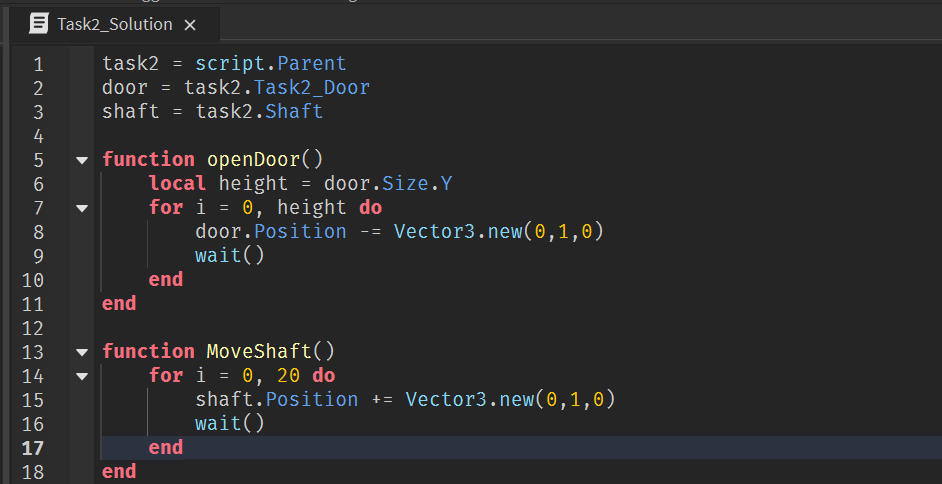 Task2_Solution ×
1 task2 = script.Parent
2 door = task2.Task2_Door
3 shaft = task2.Shaft
4
5 function openDoor()
6     local height = door.Size.Y
7     for i = 0, height do
8         door.Position -= Vector3.new(0,1,0)
9         wait()
10     end
11 end
12
13 function MoveShaft()
14     for i = 0, 20 do
15         shaft.Position += Vector3.new(0,1,0)
16         wait()
17     end
18 end